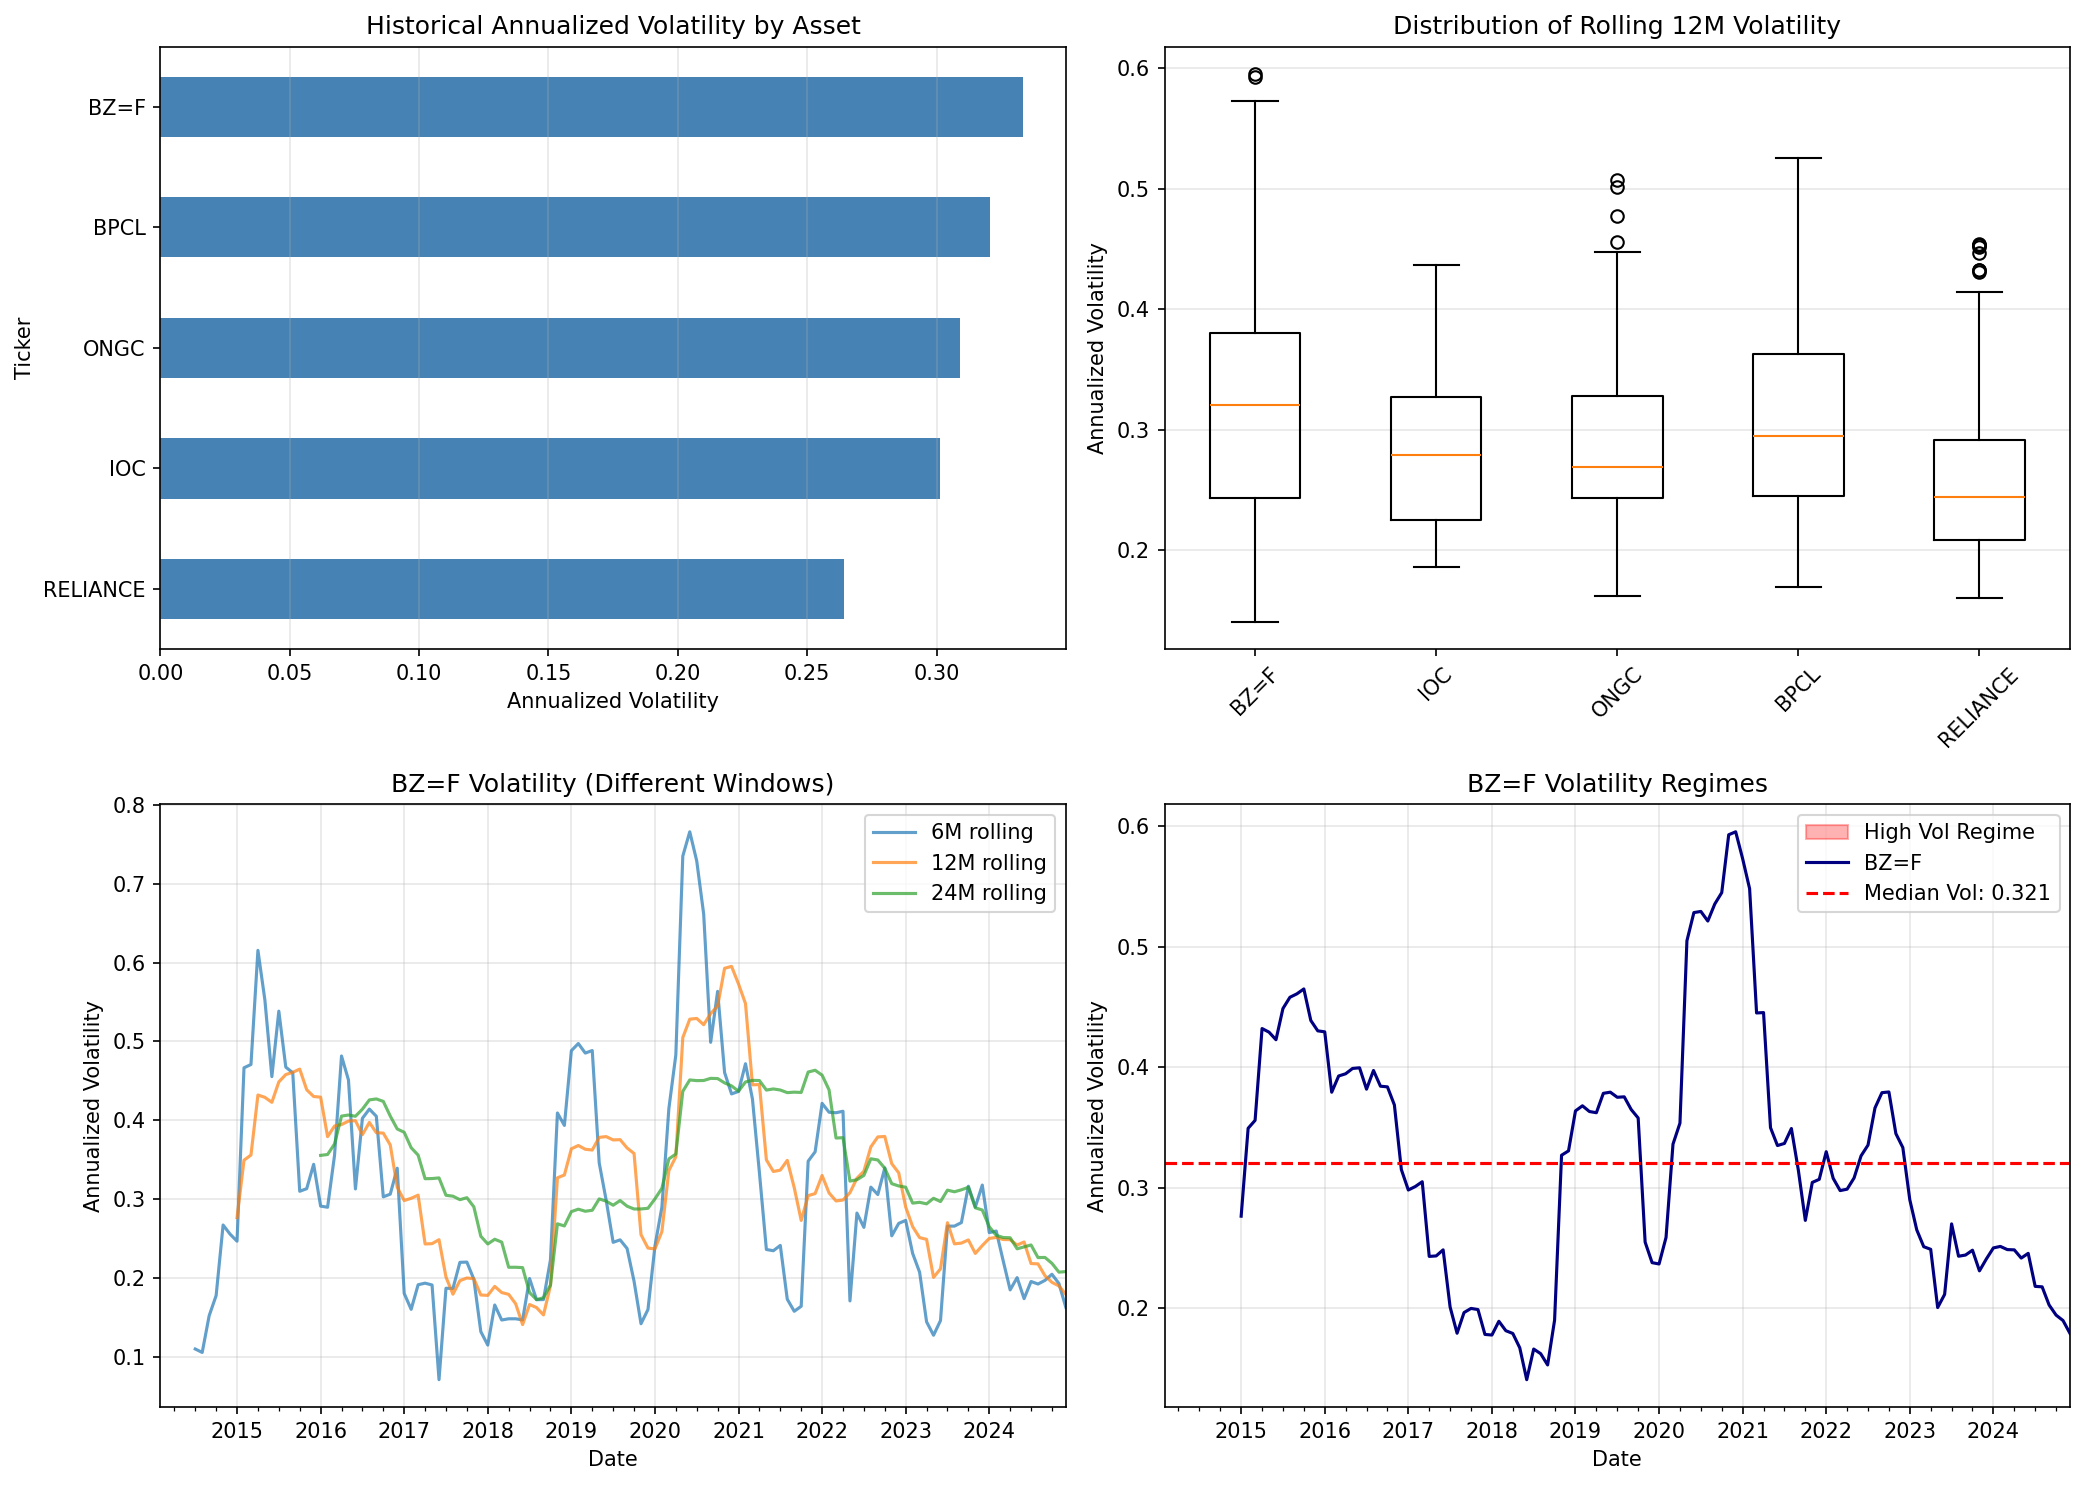 Historical Annualized Volatility by Asset
Ticker
BZ=F
BPCL
ONGC
IOC
RELIANCE
0.00 0.05 0.10 0.15 0.20 0.25 0.30
Annualized Volatility
Distribution of Rolling 12M Volatility
Annualized Volatility
0.6
0.5
0.4
0.3
0.2
BZ=F IOC ONGC BPCL RELIANCE
BZ=F Volatility (Different Windows)
Annualized Volatility
0.8
0.7
0.6
0.5
0.4
0.3
0.2
0.1
6M rolling
12M rolling
24M rolling
2015 2016 2017 2018 2019 2020 2021 2022 2023 2024
Date
BZ=F Volatility Regimes
Annualized Volatility
0.6
0.5
0.4
0.3
0.2
High Vol Regime
BZ=F
Median Vol: 0.321
2015 2016 2017 2018 2019 2020 2021 2022 2023 2024
Date